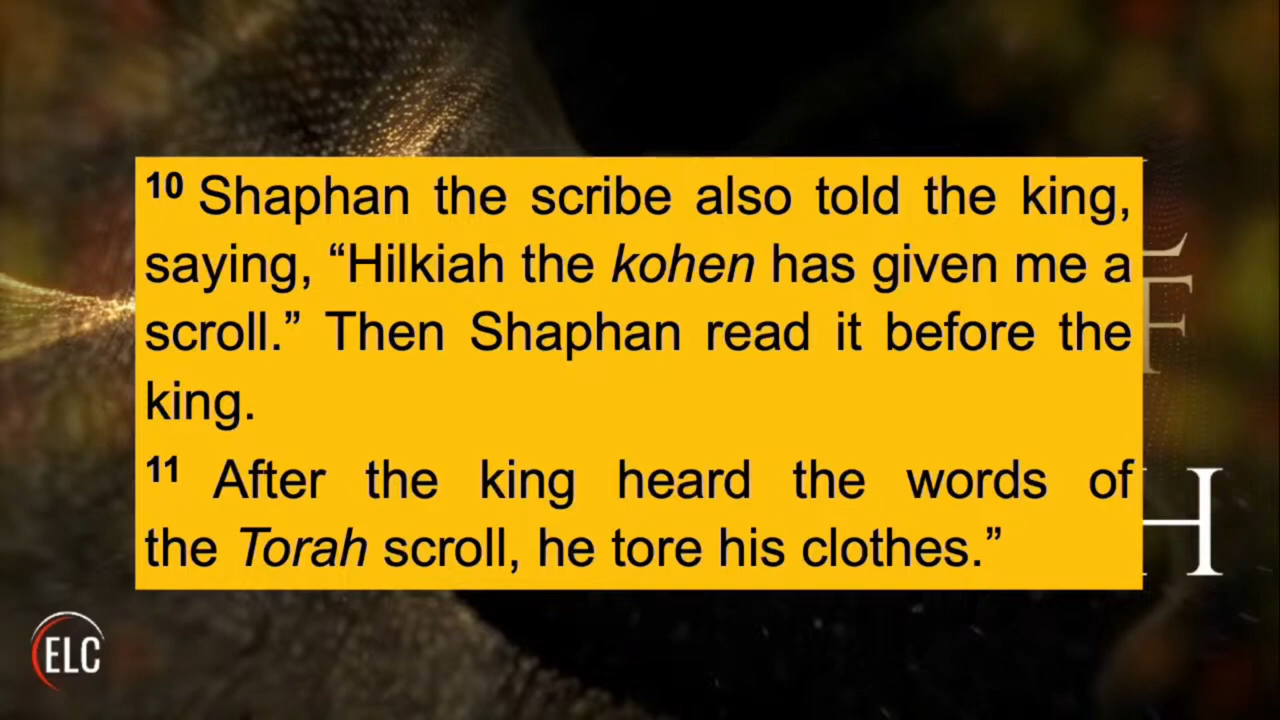 10 Shaphan the scribe also told the king,
saying, “Hilkiah the kohen has given me a
scroll.” Then Shaphan read it before the
king.
11 After the king heard the words of
the Torah scroll, he tore his clothes.”
H
ELC